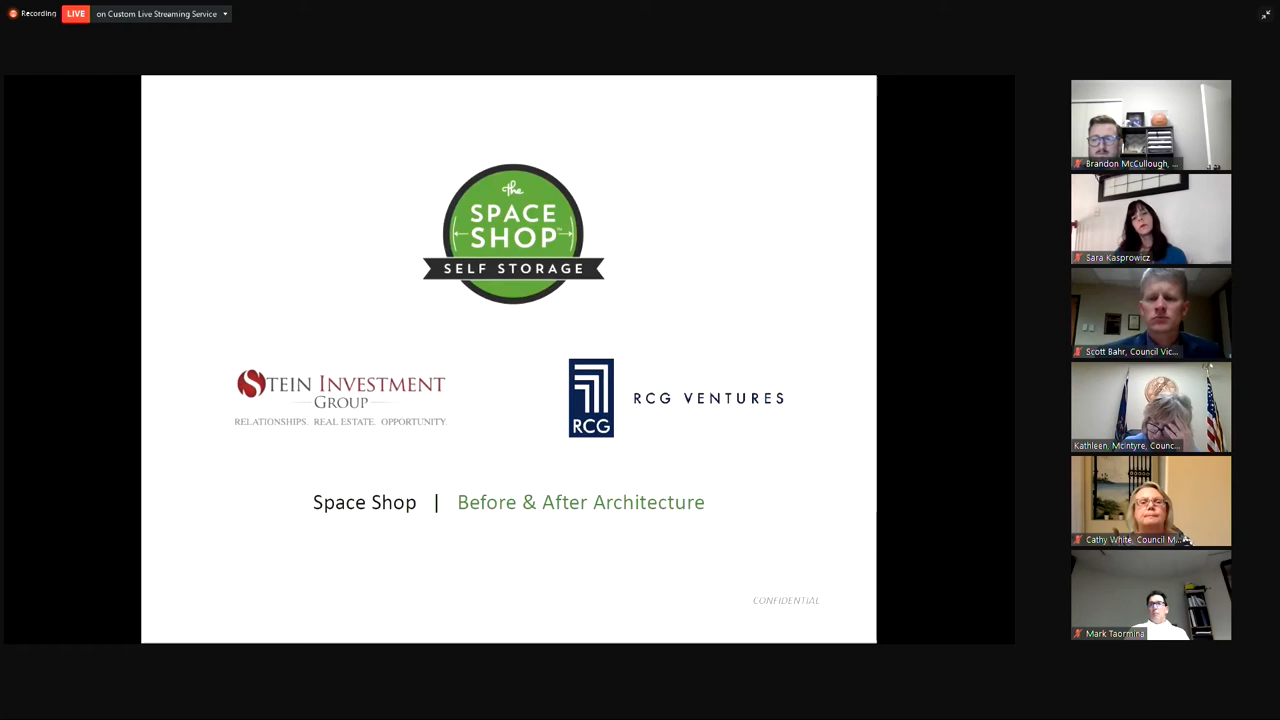 Recording
LIVE
on Custom Live Streaming Service
the
SPACE
SHOP
SELF STORAGE
STEIN INVESTMENT
GROUP
RELATIONSHIPS. REAL ESTATE. OPPORTUNITY.
RCG
RCG VENTURES
Space Shop | Before & After Architecture
CONFIDENTIAL
Brandon McCullough, ...
Sara Kasprowicz
Scott Bahr, Council Vic...
Kathleen, McIntyre, Counc...
Cathy White, Council M...
Mark Taormina